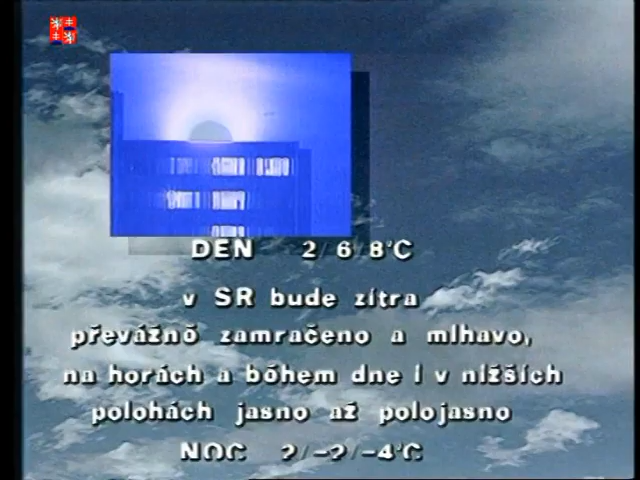 DEN 2/6/8°C
v SR bude zítra
převážně zamračeno a mlhavo,
na horách a během dne i v nižších
polohách jasno až polojasno
NOC 2/-2/-4°C